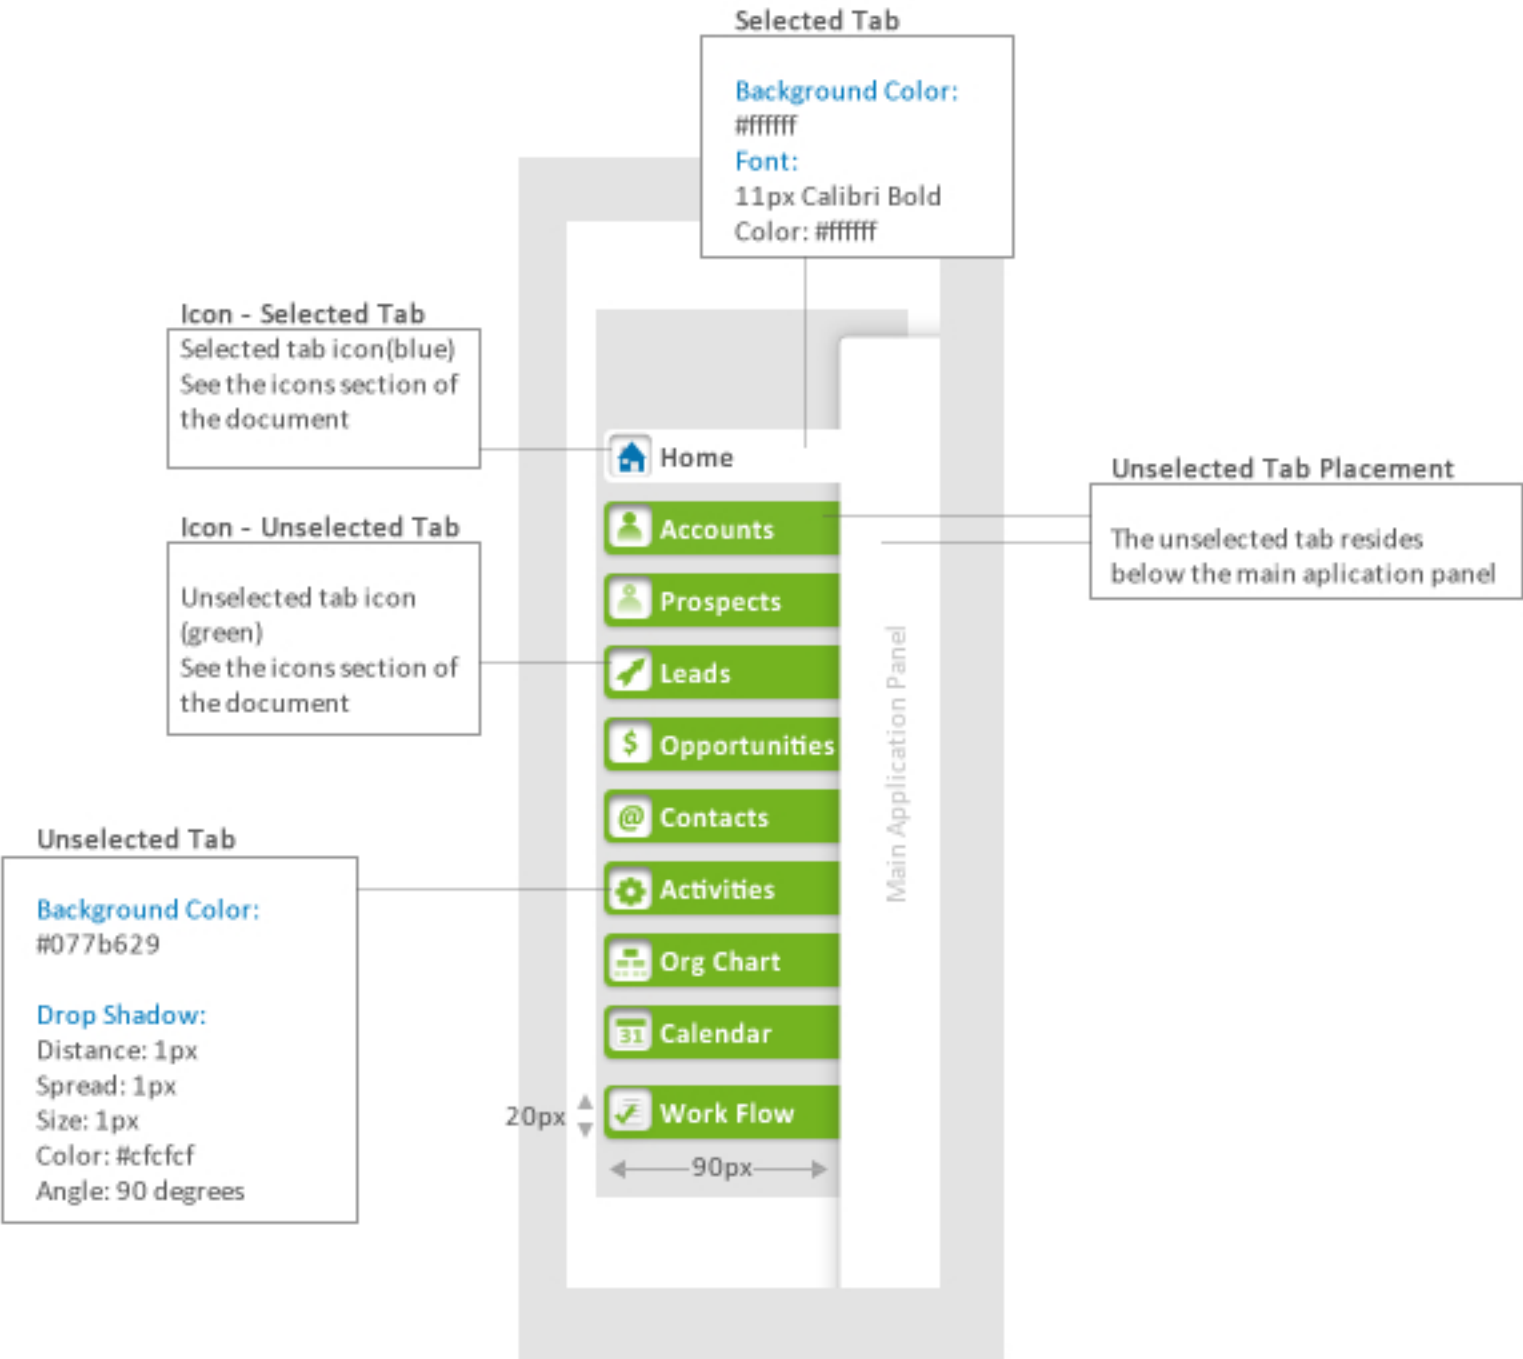 Selected Tab
Background Color:
#ffffff
Font:
11px Calibri Bold
Color: #ffffff
Icon - Selected Tab
Selected tab icon(blue)
See the icons section of
the document
Icon - Unselected Tab
Unselected tab icon
(green)
See the icons section of
the document
Unselected Tab
Background Color:
#077b629
Drop Shadow:
Distance: 1px
Spread: 1px
Size: 1px
Color: #cfcfcf
Angle: 90 degrees
Home
Accounts
Prospects
Leads
$ Opportunities
@ Contacts
Activities
Org Chart
31 Calendar
Work Flow
20px
90px
Main Application Panel
Unselected Tab Placement
The unselected tab resides
below the main aplication panel